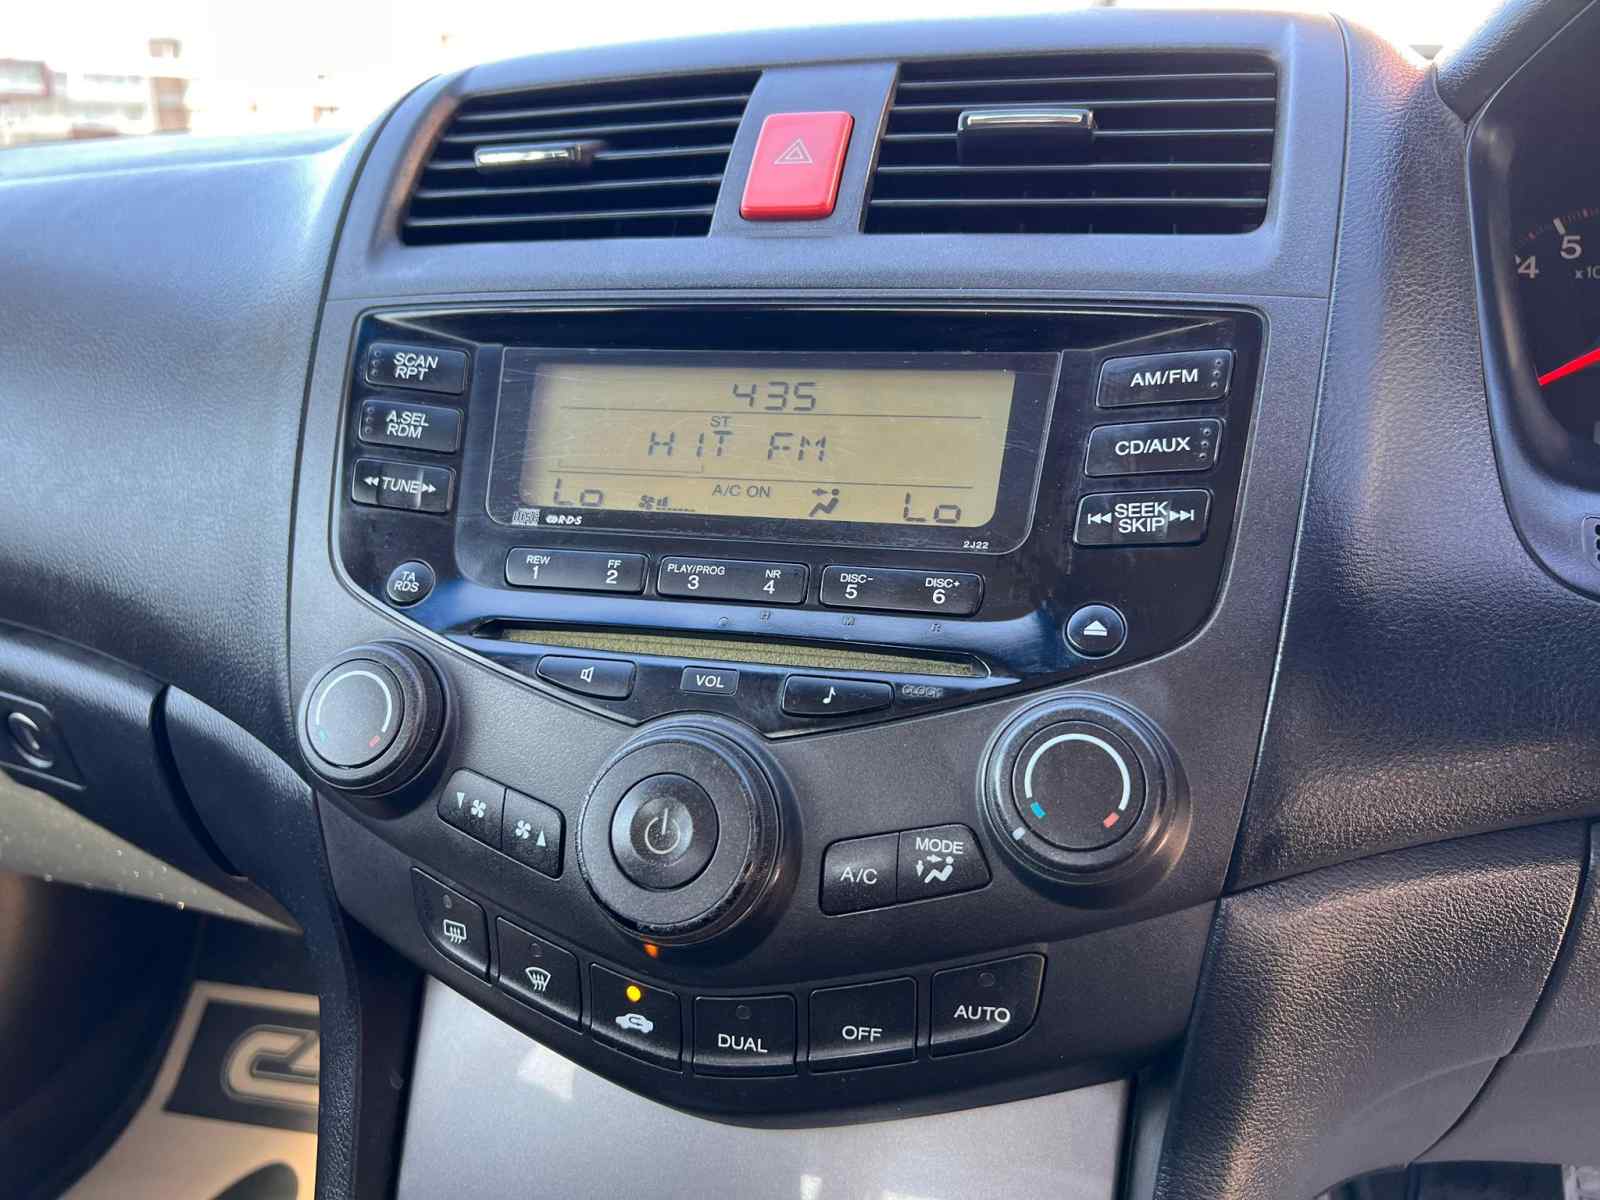 5
4
x10
SCAN
RPT
A.SEL
RDM
TUNE
TA
RDS
435
ST
HIT FM
A/C ON
Lo
Lo
DISC
R·D·S
2J22
AM/FM
CD/AUX
SEEK
SKIP
REW
1
FF
2
PLAY/PROG
3
NR
4
DISC-
5
DISC+
6
H
M
R
VOL
CLOCK
A/C
MODE
DUAL
OFF
AUTO